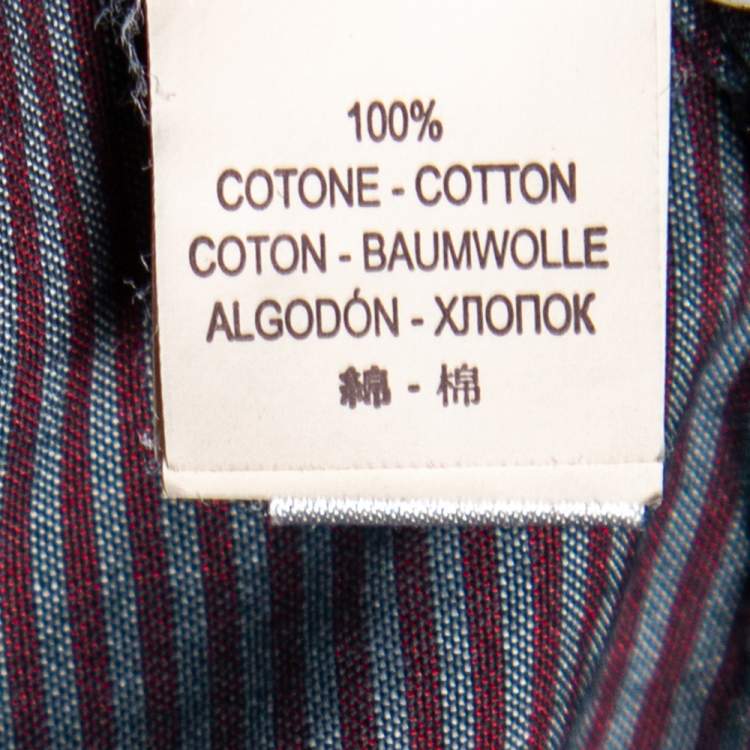 100%
COTONE - COTTON
COTON - BAUMWOLLE
ALGODÓN - ХЛОПОК
綿 - 棉